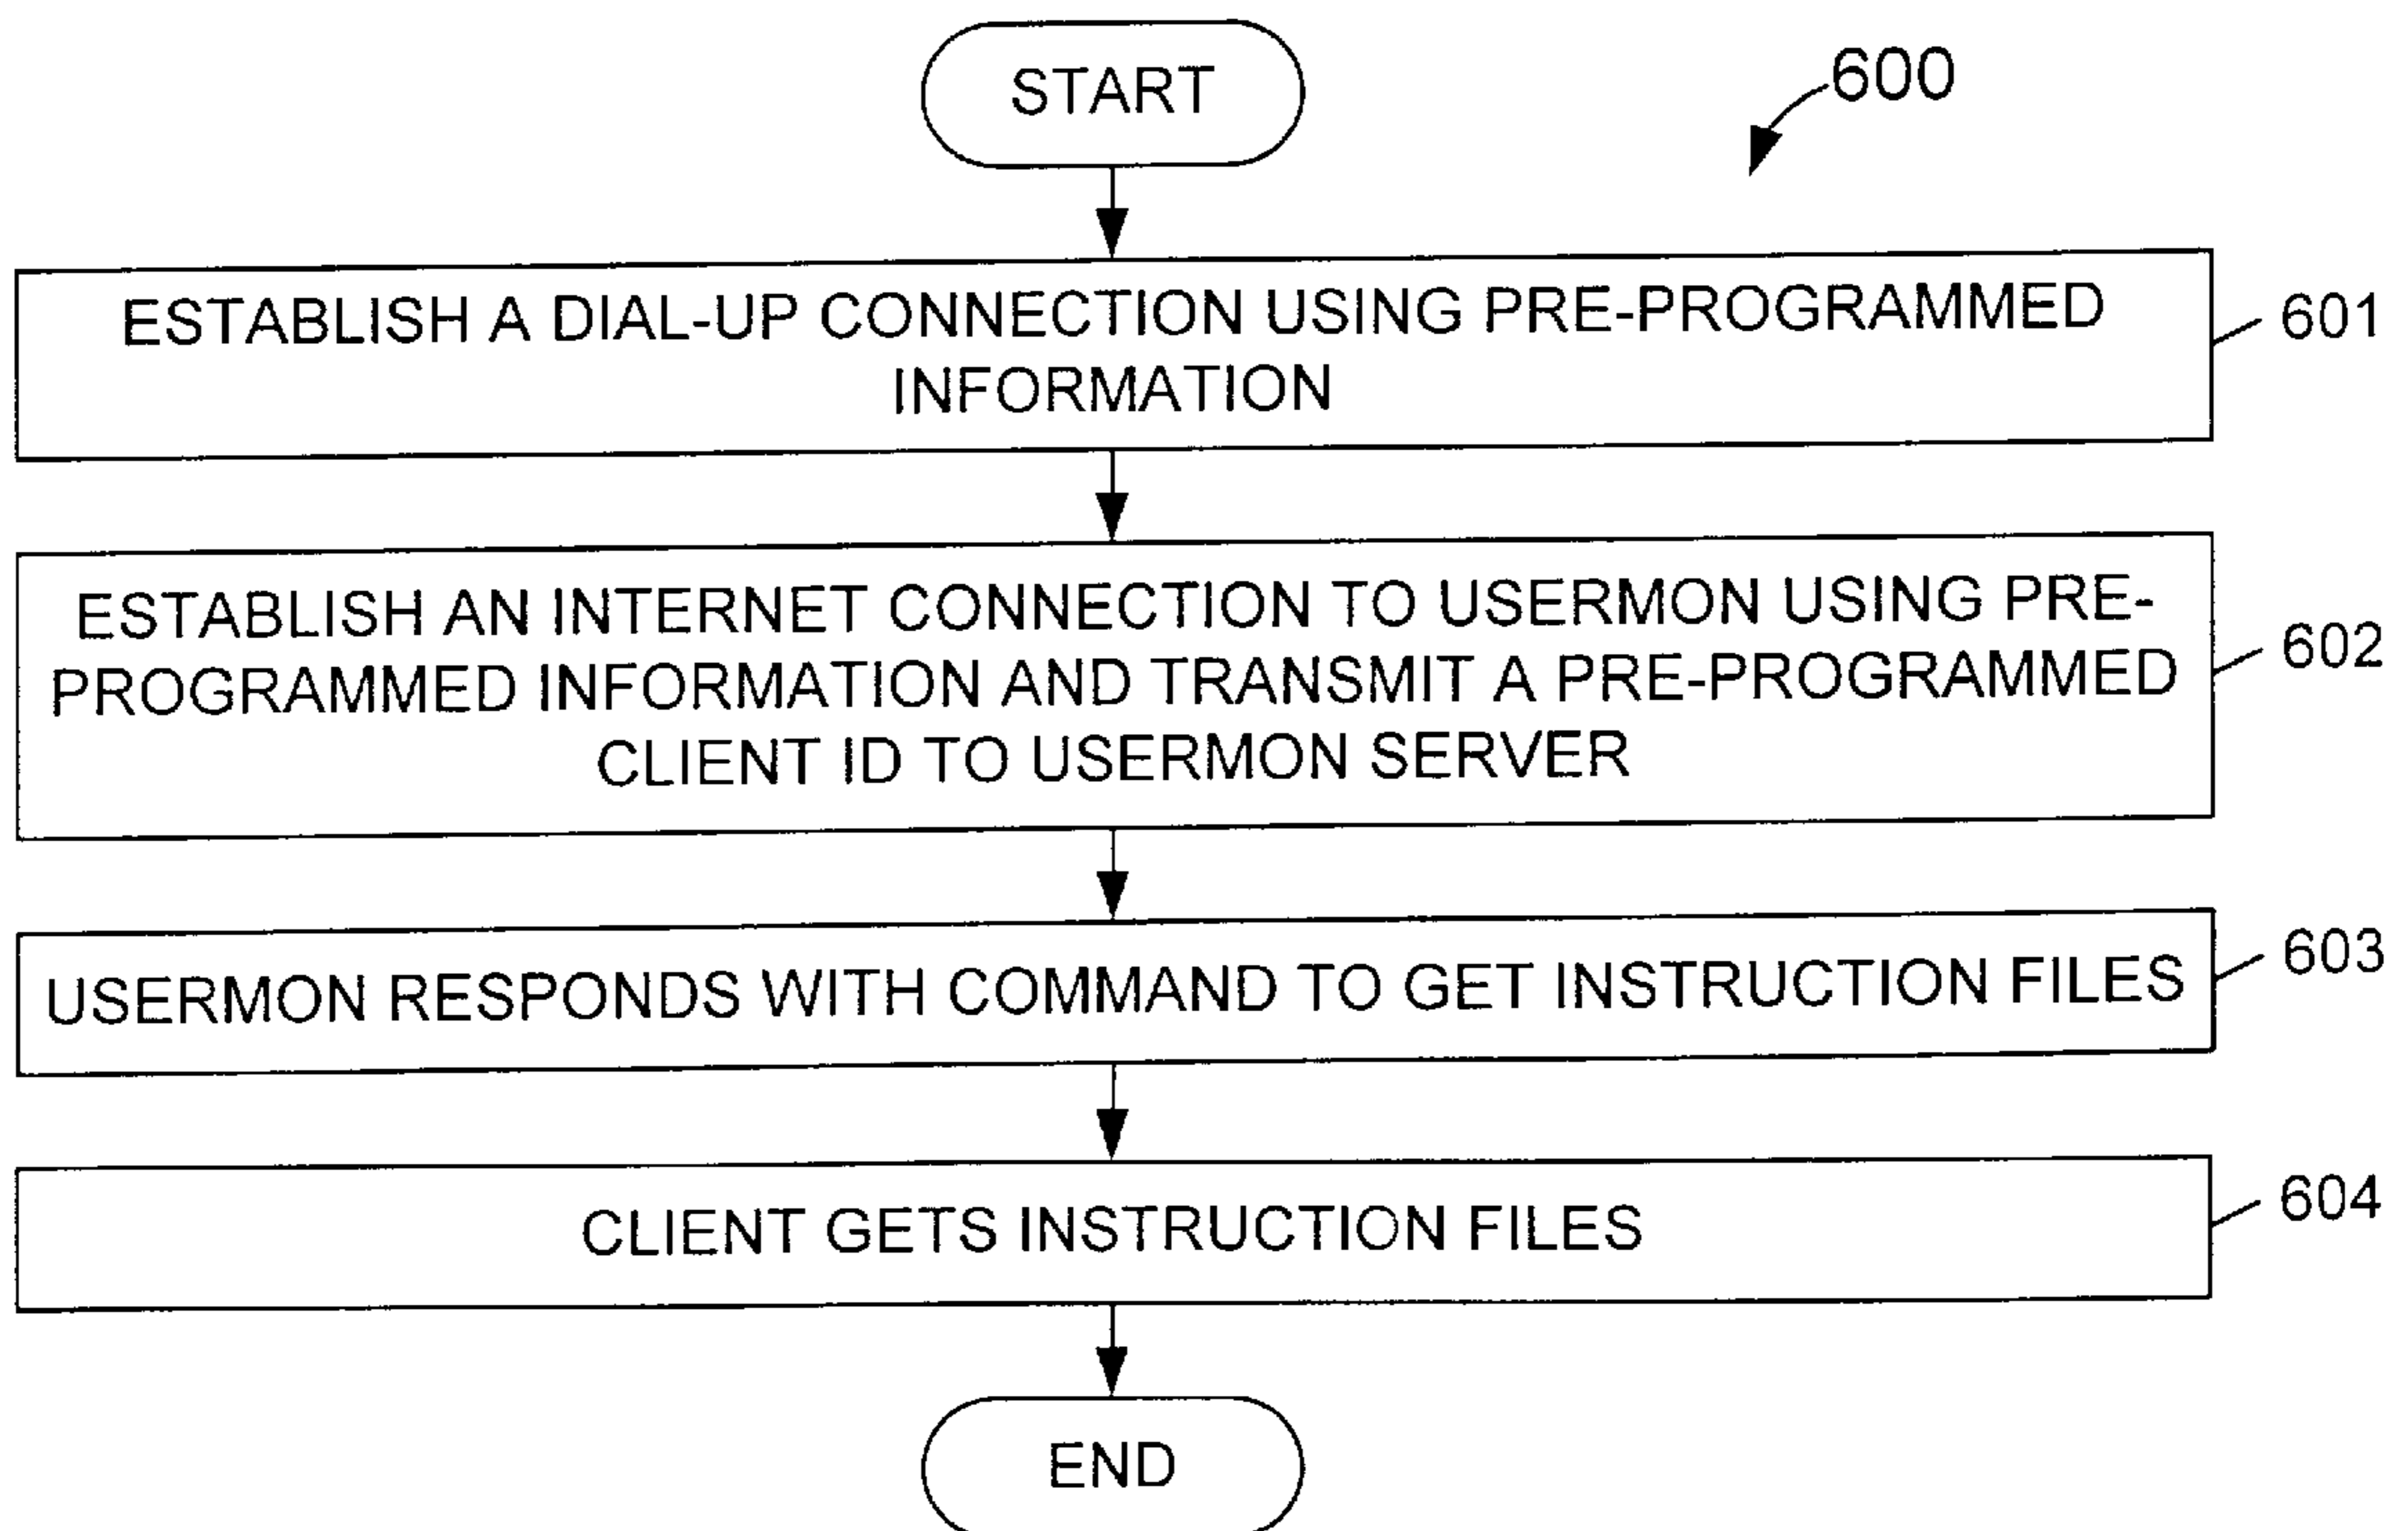 START
600
ESTABLISH A DIAL-UP CONNECTION USING PRE-PROGRAMMED
INFORMATION
601
ESTABLISH AN INTERNET CONNECTION TO USERMON USING PRE-
PROGRAMMED INFORMATION AND TRANSMIT A PRE-PROGRAMMED
CLIENT ID TO USERMON SERVER
602
USERMON RESPONDS WITH COMMAND TO GET INSTRUCTION FILES
603
CLIENT GETS INSTRUCTION FILES
604
END